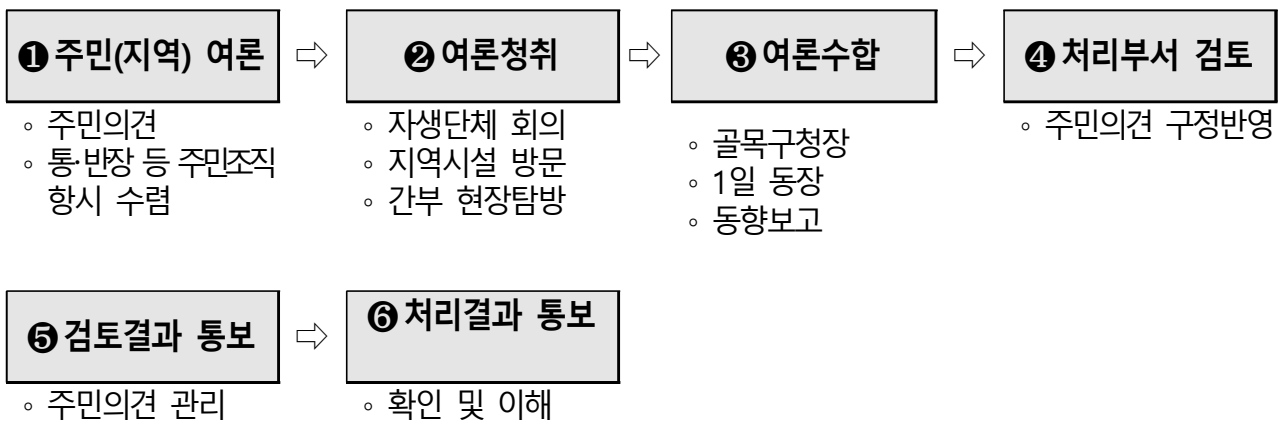 ❶ 주민(지역) 여론 ⇨ ❷ 여론청취 ⇨ ❸ 여론수합 ⇨ ❹ 처리부서 검토
◦ 주민의견
◦ 통·반장 등 주민조직
항시 수렴
◦ 자생단체 회의
◦ 지역시설 방문
◦ 간부 현장탐방
◦ 골목구청장
◦ 1일 동장
◦ 동향보고
◦ 주민의견 구정반영
❺ 검토결과 통보 ⇨ ❻ 처리결과 통보
◦ 주민의견 관리
◦ 확인 및 이해